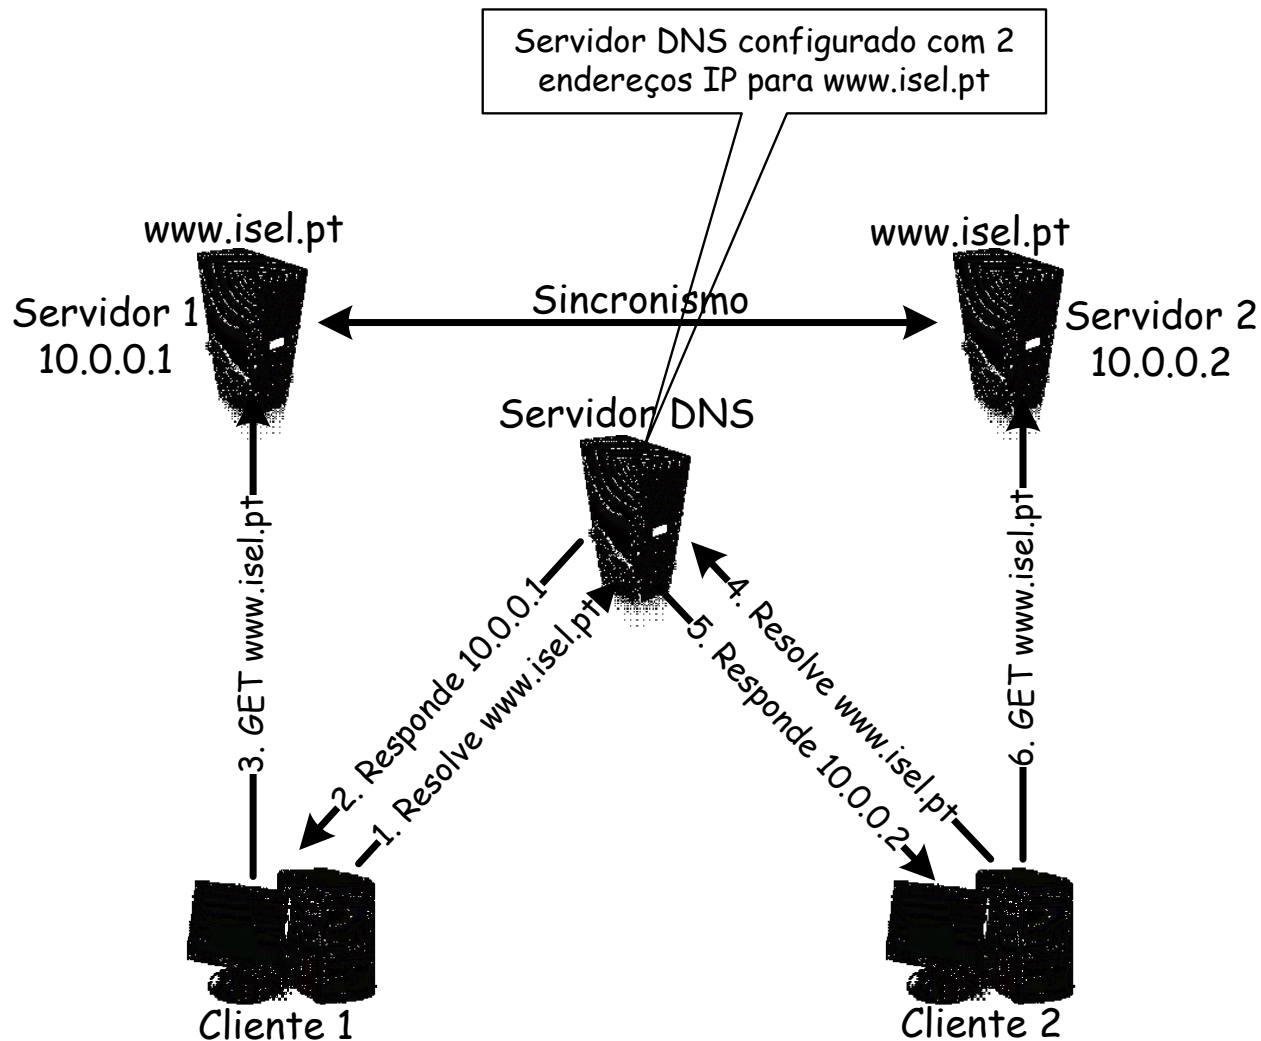 Servidor DNS configurado com 2
endereços IP para www.isel.pt
www.isel.pt
www.isel.pt
Servidor 1
10.0.0.1
Sincronismo
Servidor 2
10.0.0.2
Servidor DNS
3. GET www.isel.pt
2. Responde 10.0.0.1
1. Resolve www.isel.pt
4. Resolve www.isel.pt
5. Responde 10.0.0.2
6. GET www.isel.pt
Cliente 1
Cliente 2